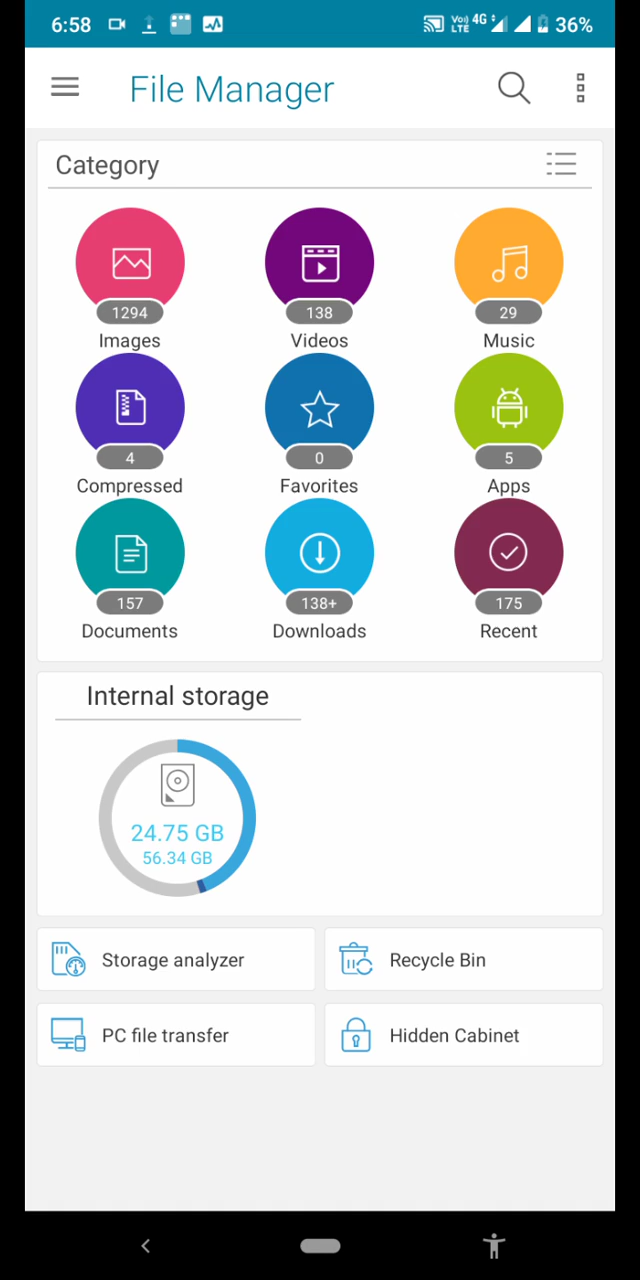 6:58 Vo) LTE 4G 36%
File Manager
Category
1294 138 29
Images Videos Music
4 0 5
Compressed Favorites Apps
157 138+ 175
Documents Downloads Recent
Internal storage
24.75 GB
56.34 GB
Storage analyzer Recycle Bin
PC file transfer Hidden Cabinet